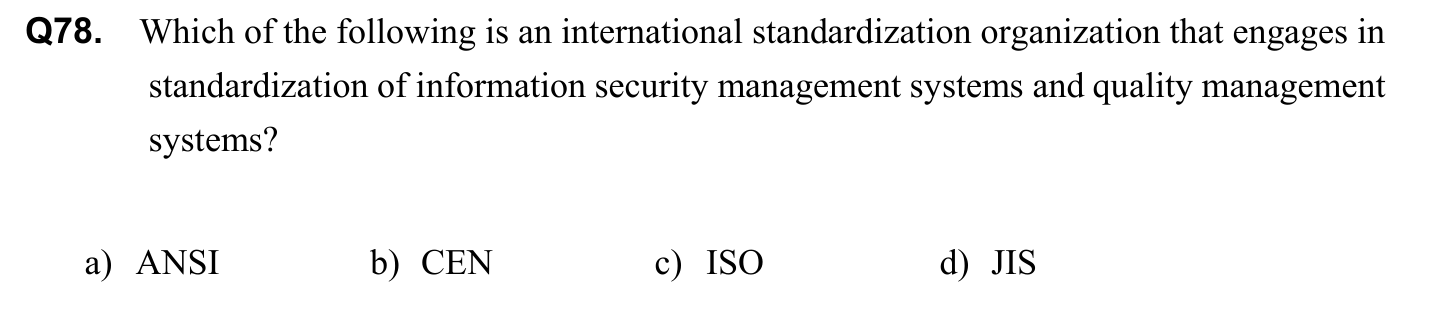 Q78. Which of the following is an international standardization organization that engages in
standardization of information security management systems and quality management
systems?
a) ANSI b) CEN c) ISO d) JIS